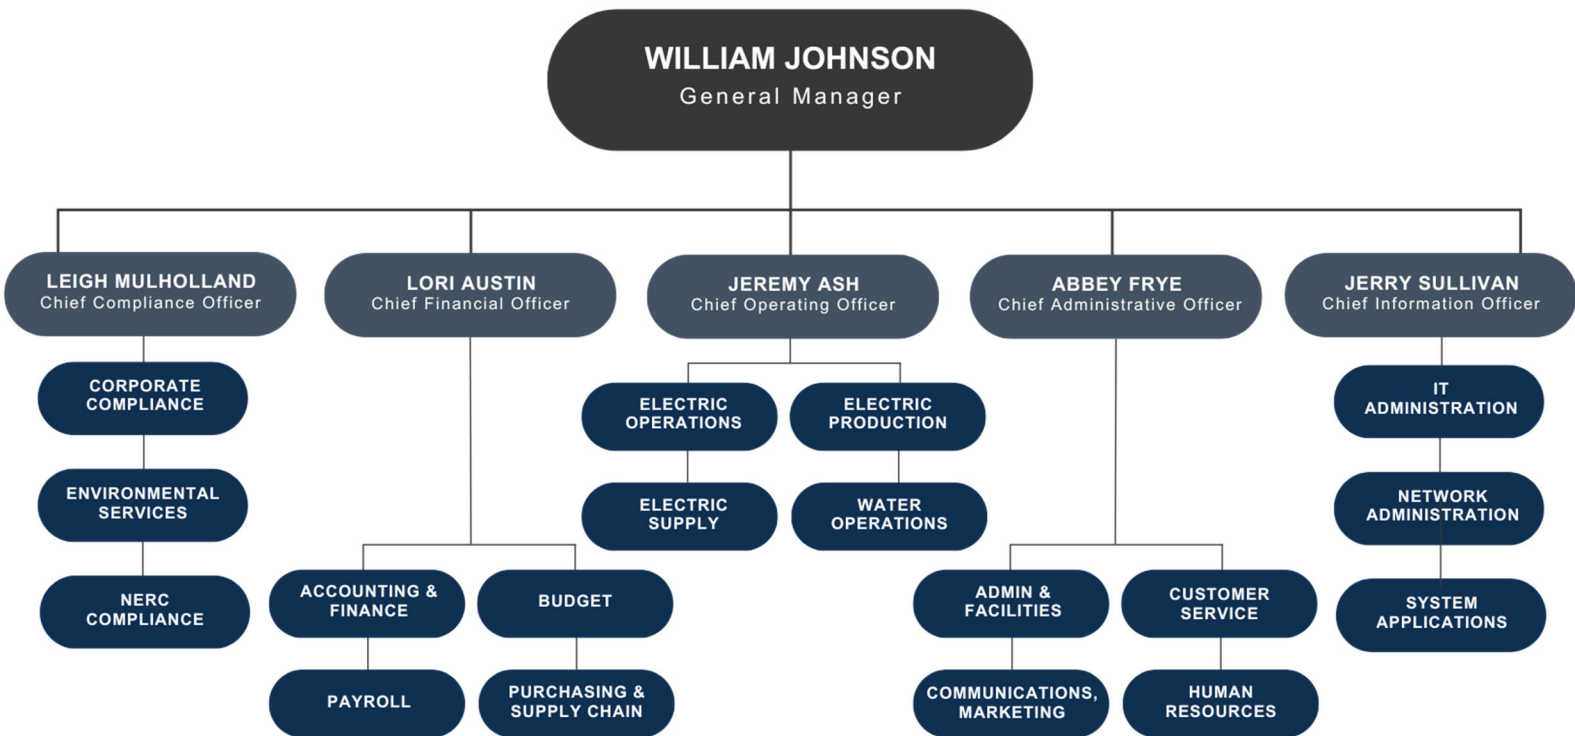 WILLIAM JOHNSON
General Manager
LEIGH MULHOLLAND
Chief Compliance Officer
LORI AUSTIN
Chief Financial Officer
JEREMY ASH
Chief Operating Officer
ABBEY FRYE
Chief Administrative Officer
JERRY SULLIVAN
Chief Information Officer
CORPORATE
COMPLIANCE
ENVIRONMENTAL
SERVICES
NERC
COMPLIANCE
ACCOUNTING &
FINANCE
PAYROLL
BUDGET
PURCHASING &
SUPPLY CHAIN
ELECTRIC
OPERATIONS
ELECTRIC
SUPPLY
ELECTRIC
PRODUCTION
WATER
OPERATIONS
ADMIN &
FACILITIES
COMMUNICATIONS,
MARKETING
CUSTOMER
SERVICE
HUMAN
RESOURCES
IT
ADMINISTRATION
NETWORK
ADMINISTRATION
SYSTEM
APPLICATIONS